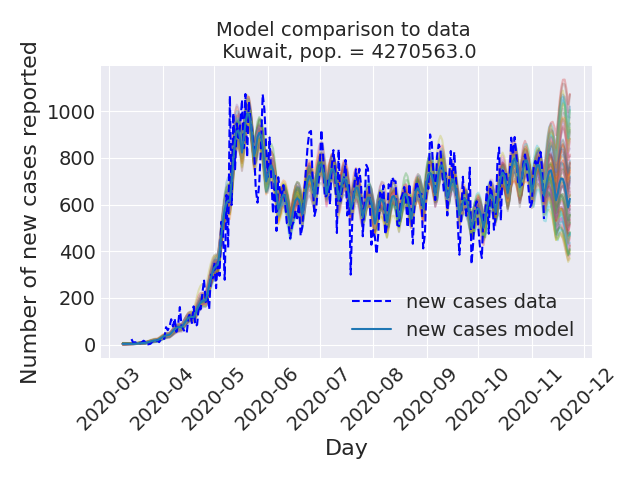 Model comparison to data
Kuwait, pop. = 4270563.0
Number of new cases reported
1000
800
600
400
200
0
new cases data
new cases model
2020-03
2020-04
2020-05
2020-06
2020-07
2020-08
2020-09
2020-10
2020-11
2020-12
Day